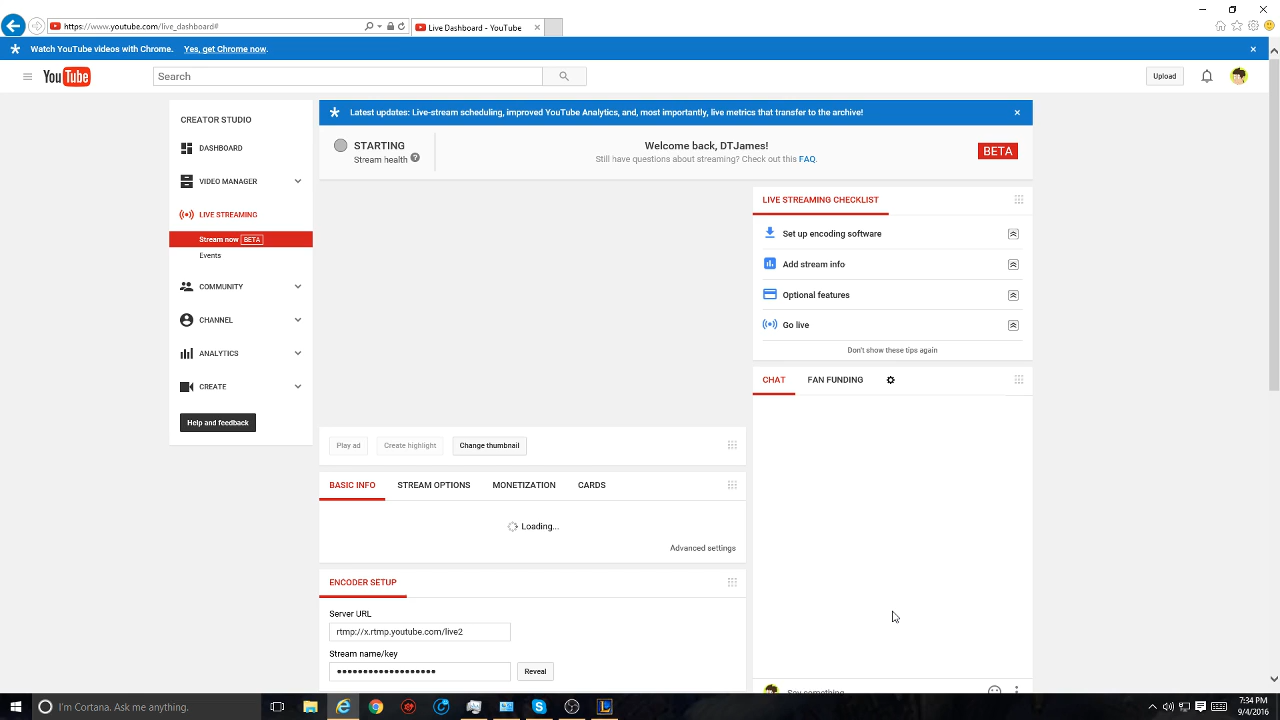 https://www.youtube.com/live_dashboard#
Live Dashboard - YouTube
Watch YouTube videos with Chrome. Yes, get Chrome now.
YouTube
Search
Upload
CREATOR STUDIO
DASHBOARD
VIDEO MANAGER
LIVE STREAMING
Stream now BETA
Events
COMMUNITY
CHANNEL
ANALYTICS
CREATE
Help and feedback
Latest updates: Live-stream scheduling, improved YouTube Analytics, and, most importantly, live metrics that transfer to the archive!
STARTING
Stream health ?
Welcome back, DTJames!
Still have questions about streaming? Check out this FAQ.
BETA
Play ad
Create highlight
Change thumbnail
BASIC INFO
STREAM OPTIONS
MONETIZATION
CARDS
Loading...
Advanced settings
ENCODER SETUP
Server URL
rtmp://x.rtmp.youtube.com/live2
Stream name/key
••••••••••••••••••
Reveal
LIVE STREAMING CHECKLIST
Set up encoding software
Add stream info
Optional features
Go live
Don't show these tips again
CHAT
FAN FUNDING
Say something...
I'm Cortana. Ask me anything.
7:34 PM
9/4/2016